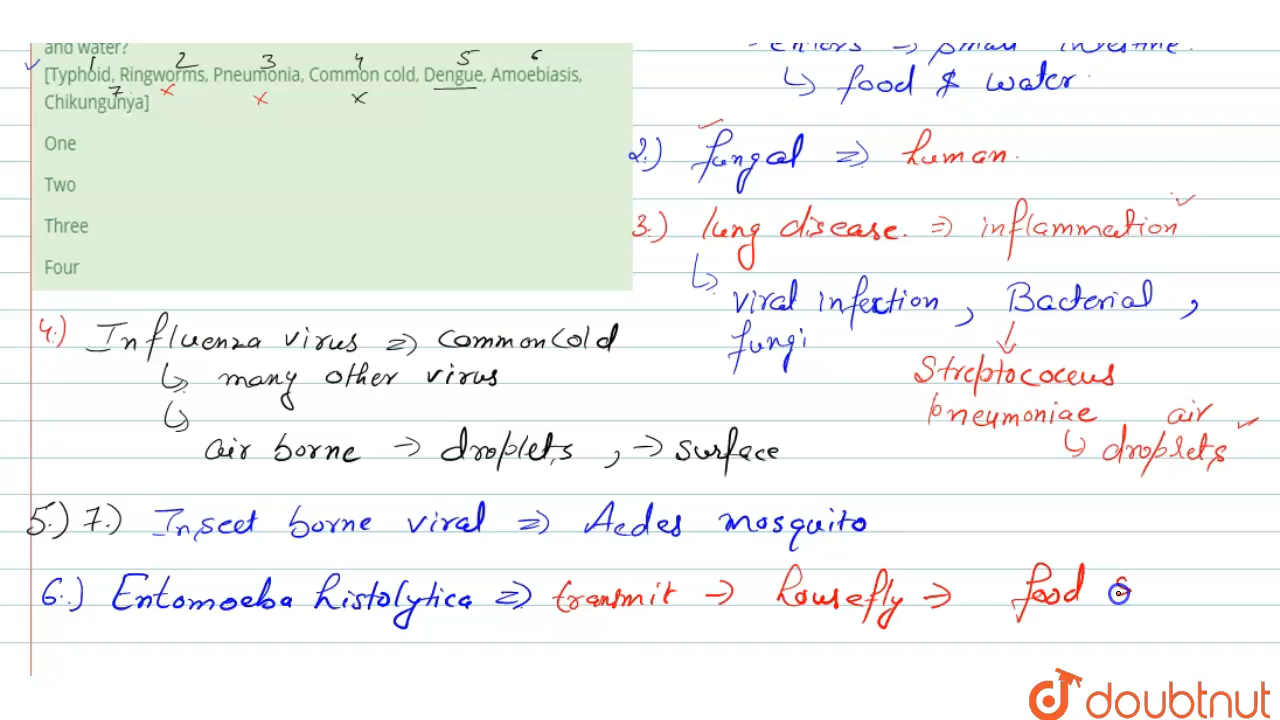 and water?
1 2 3 4 5 6
[Typhoid, Ringworms, Pneumonia, Common cold, Dengue, Amoebiasis,
7
Chikungunya]
One
Two
Three
Four
small intestine.
↳ food & water
2.) fungal ⇒ human.
3.) lung disease. ⇒ inflammation
↳ viral infection, Bacterial,
fungi
Streptococcus
pneumoniae air
↳ droplets
4.) Influenza virus ⇒ common cold
↳ many other virus
↳
air borne → droplets, → surface
5.) 7.) Insect borne viral ⇒ Aedes mosquito
6.) Entomoeba histolytica ⇒ transmit → housefly → food
doubtnut